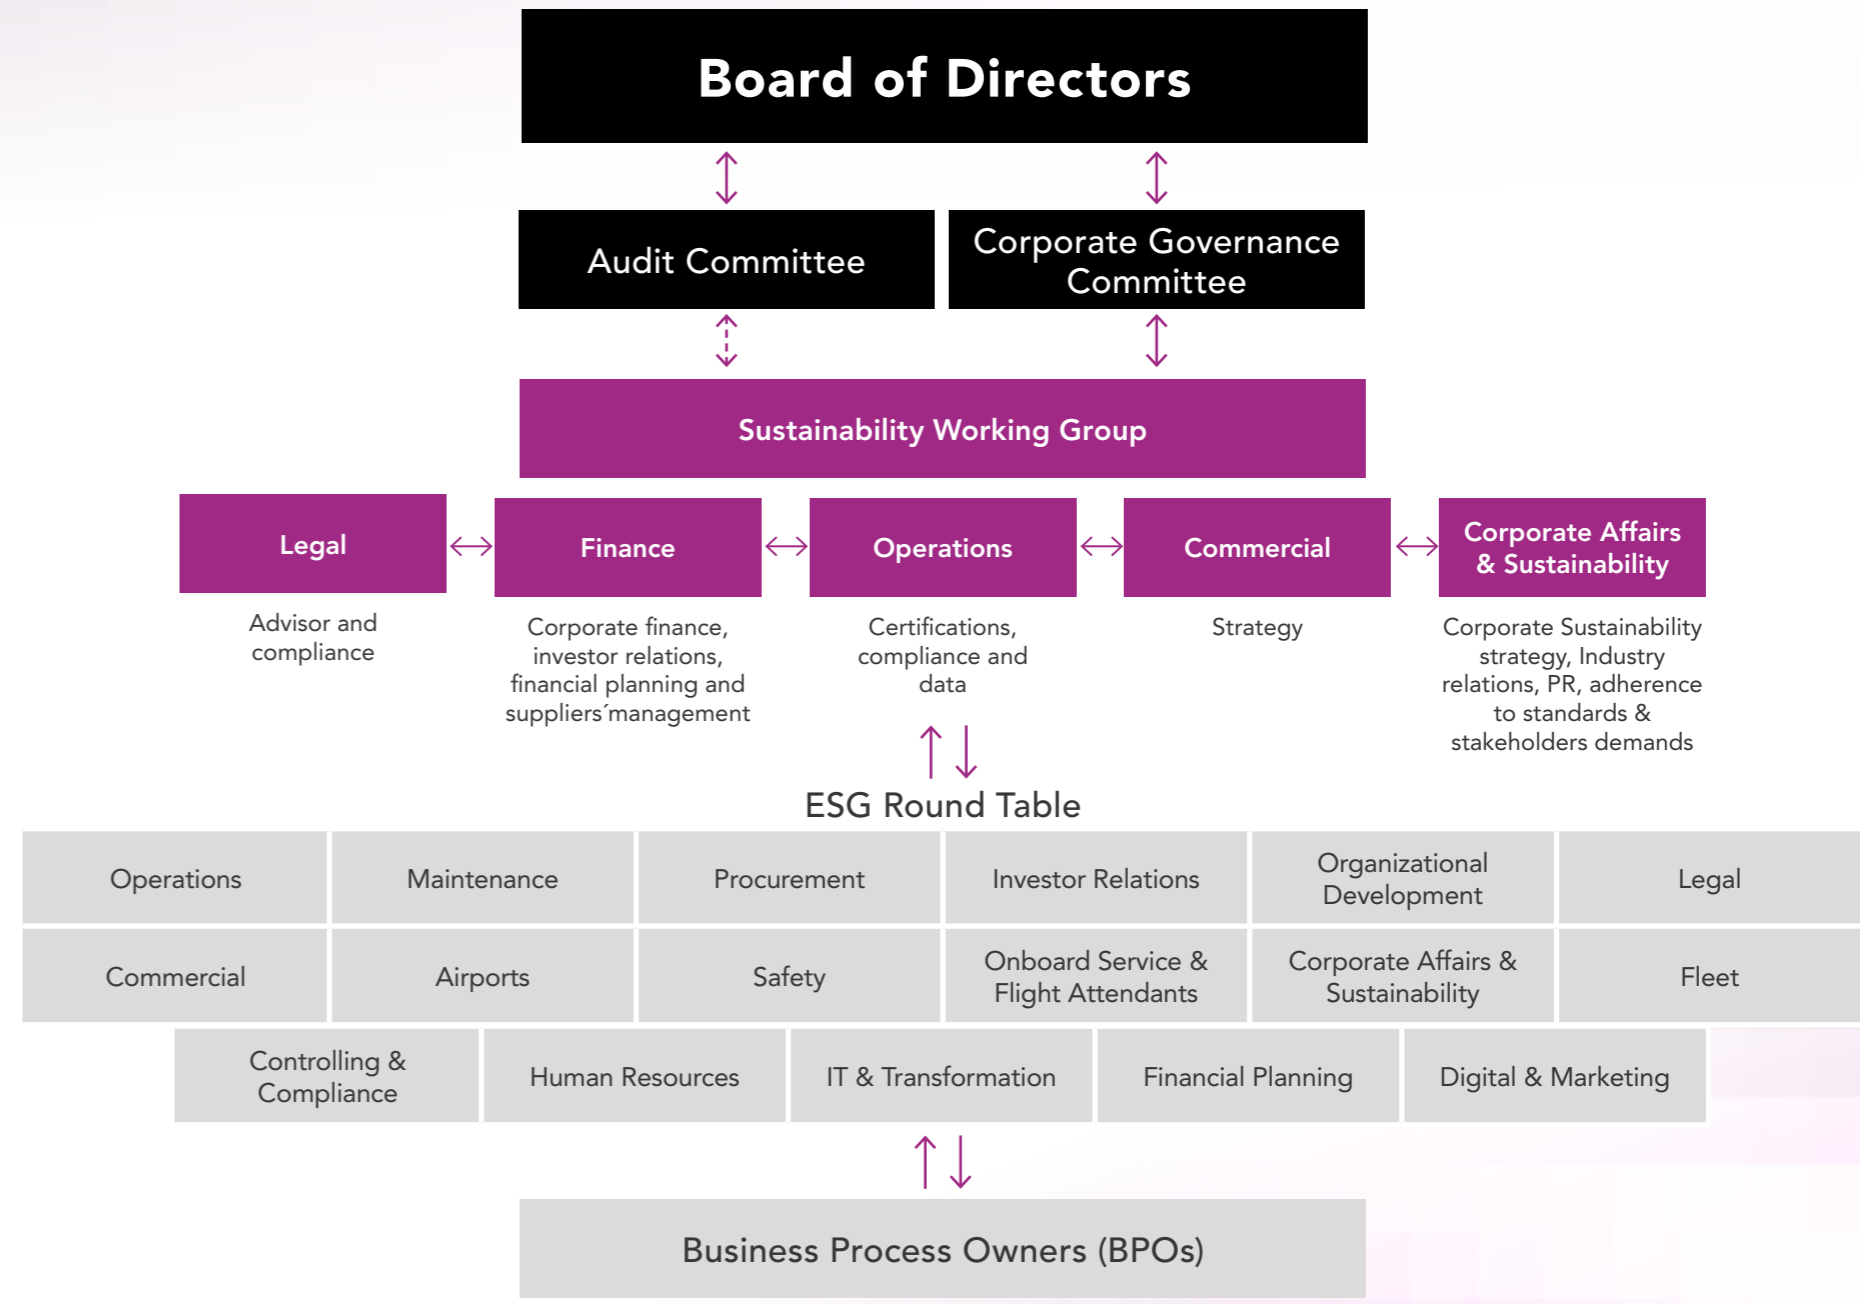 Board of Directors
Audit Committee
Corporate Governance
Committee
Sustainability Working Group
Legal
Finance
Operations
Commercial
Corporate Affairs
& Sustainability
Advisor and
compliance
Corporate finance,
investor relations,
financial planning and
suppliers´management
Certifications,
compliance and
data
Strategy
Corporate Sustainability
strategy, Industry
relations, PR, adherence
to standards &
stakeholders demands
ESG Round Table
Operations
Maintenance
Procurement
Investor Relations
Organizational
Development
Legal
Commercial
Airports
Safety
Onboard Service &
Flight Attendants
Corporate Affairs &
Sustainability
Fleet
Controlling &
Compliance
Human Resources
IT & Transformation
Financial Planning
Digital & Marketing
Business Process Owners (BPOs)